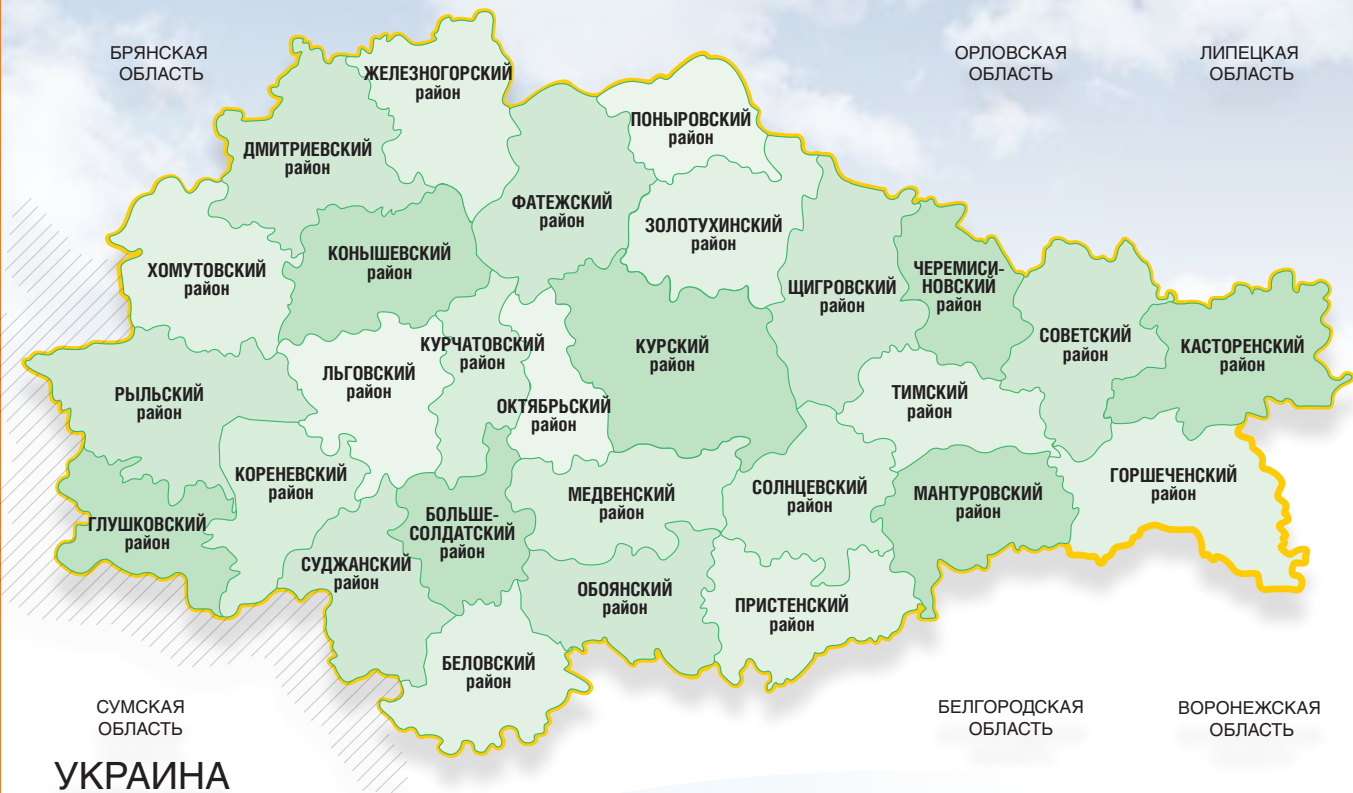 БРЯНСКАЯ
ОБЛАСТЬ
ОРЛОВСКАЯ
ОБЛАСТЬ
ЛИПЕЦКАЯ
ОБЛАСТЬ
ЖЕЛЕЗНОГОРСКИЙ
район
ПОНЫРОВСКИЙ
район
ДМИТРИЕВСКИЙ
район
ФАТЕЖСКИЙ
район
ЗОЛОТУХИНСКИЙ
район
ХОМУТОВСКИЙ
район
КОНЫШЕВСКИЙ
район
ЩИГРОВСКИЙ
район
ЧЕРЕМИСИ-
НОВСКИЙ
район
СОВЕТСКИЙ
район
КАСТОРЕНСКИЙ
район
РЫЛЬСКИЙ
район
ЛЬГОВСКИЙ
район
КУРЧАТОВСКИЙ
район
ОКТЯБРЬСКИЙ
район
КУРСКИЙ
район
ТИМСКИЙ
район
ГЛУШКОВСКИЙ
район
КОРЕНЕВСКИЙ
район
СУДЖАНСКИЙ
район
БОЛЬШЕ-
СОЛДАТСКИЙ
район
МЕДВЕНСКИЙ
район
СОЛНЦЕВСКИЙ
район
МАНТУРОВСКИЙ
район
ГОРШЕЧЕНСКИЙ
район
БЕЛОВСКИЙ
район
ОБОЯНСКИЙ
район
ПРИСТЕНСКИЙ
район
СУМСКАЯ
ОБЛАСТЬ
БЕЛГОРОДСКАЯ
ОБЛАСТЬ
ВОРОНЕЖСКАЯ
ОБЛАСТЬ
УКРАИНА